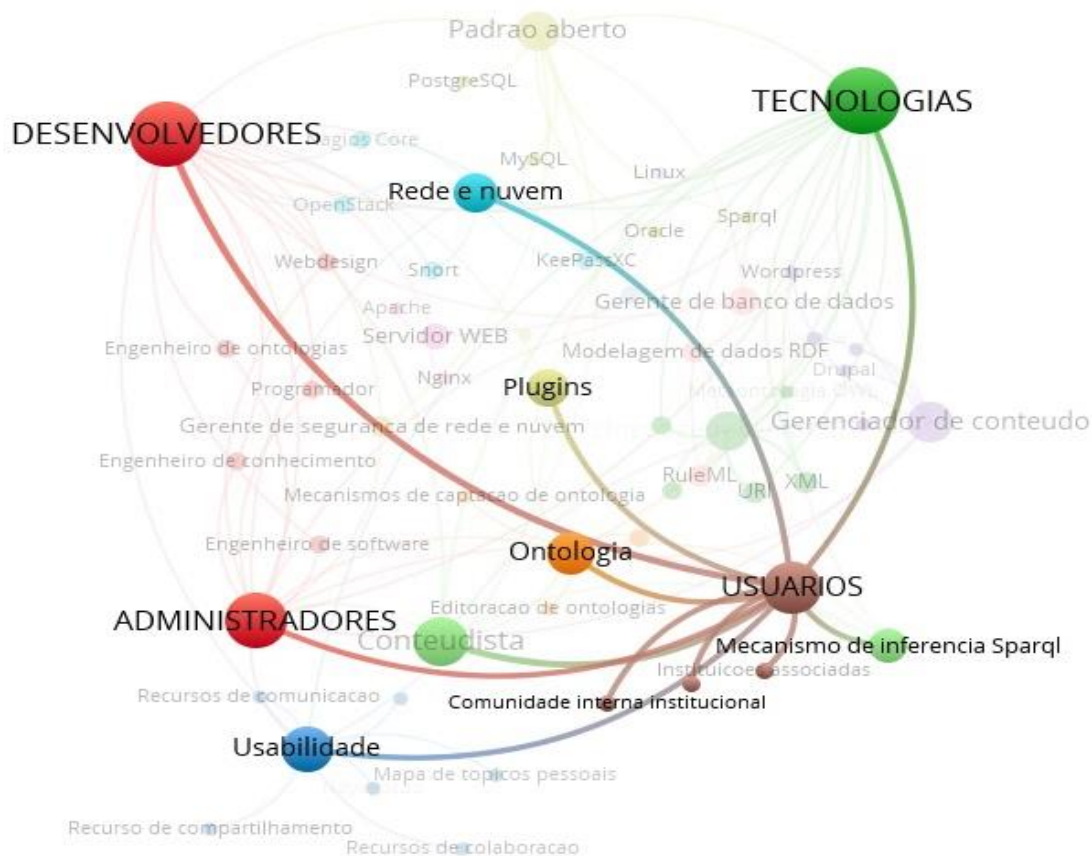 Padrao aberto
PostgreSQL
TECNOLOGIAS
DESENVOLVEDORES
Nagios Core
MySQL
Linux
Rede e nuvem
OpenStack
Sparql
Oracle
Webdesign
Snort
KeePassXC
Wordpress
Apache
Gerente de banco de dados
Servidor WEB
Engenheiro de ontologias
Modelagem de dados RDF
Nginx
Drupal
Programador
Plugins
Gerente de seguranca de rede e nuvem
Gerenciador de conteudo
Engenheiro de conhecimento
RuleML
URI
XML
Mecanismos de captacao de ontologia
Engenheiro de software
Ontologia
USUARIOS
Editoracao de ontologias
ADMINISTRADORES
Conteudista
Mecanismo de inferencia Sparql
Instituicoes associadas
Recursos de comunicacao
Comunidade interna institucional
Usabilidade
Mapa de topicos pessoais
Recurso de compartilhamento
Recursos de colaboracao